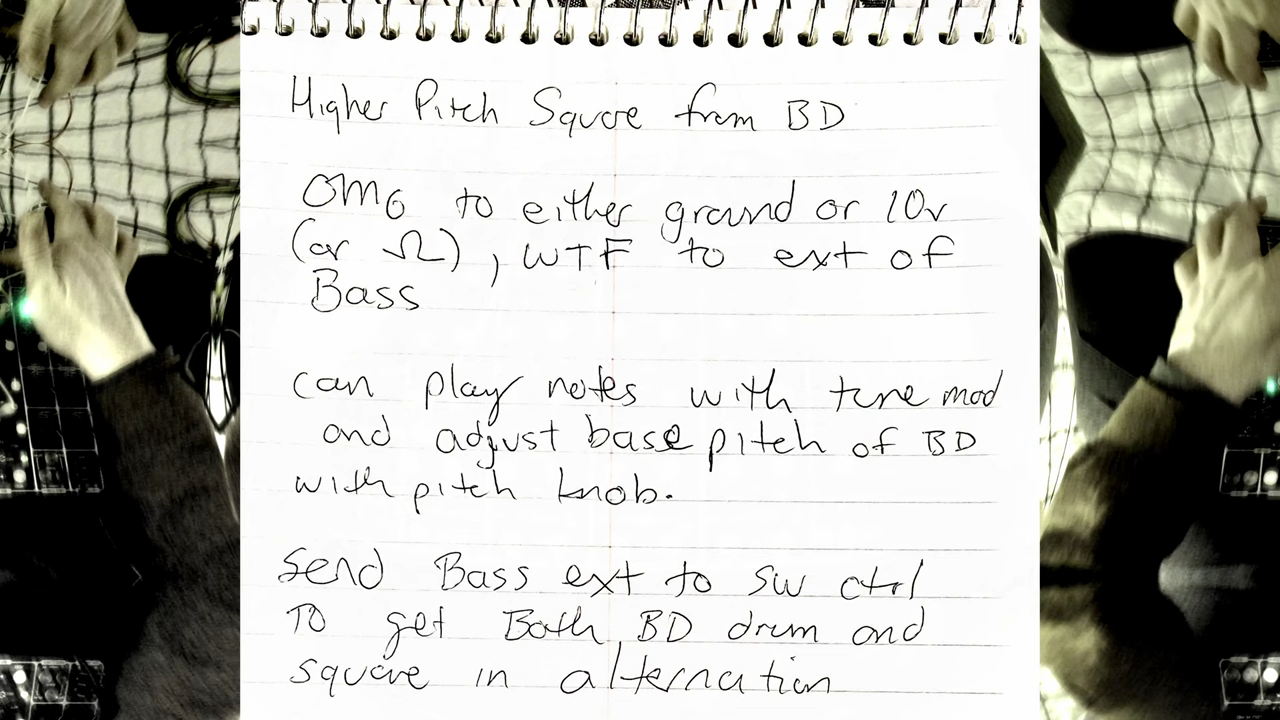 Higher Pitch Square from BD
OMG to either ground or 10v
(or Ω), WTF to ext of
Bass
can play notes with tune mod
and adjust base pitch of BD
with pitch knob.
Send Bass ext to sw ctrl
TO get Both BD drum and
square in alternation